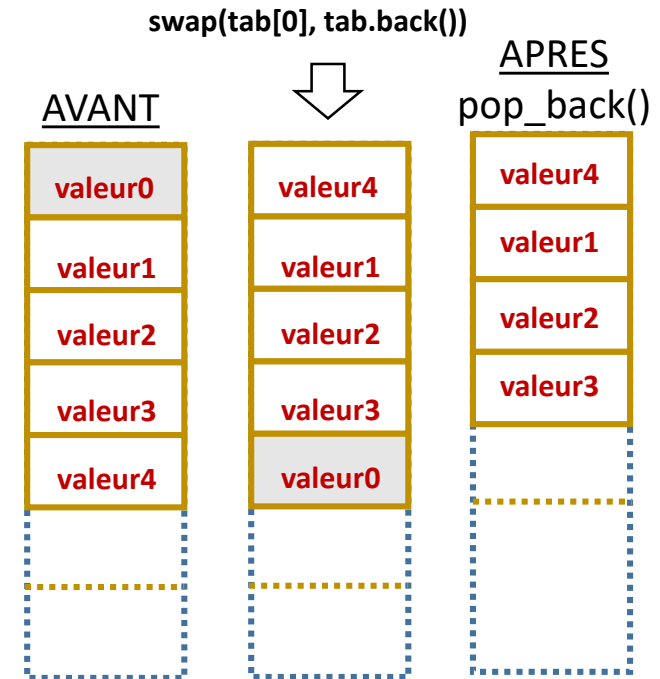 swap(tab[0], tab.back())
AVANT
valeur0
valeur1
valeur2
valeur3
valeur4
valeur4
valeur1
valeur2
valeur3
valeur0
APRES
pop_back()
valeur4
valeur1
valeur2
valeur3